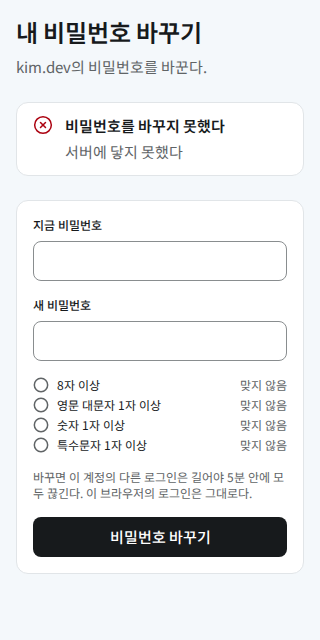 내 비밀번호 바꾸기
kim.dev의 비밀번호를 바꾼다.
비밀번호를 바꾸지 못했다
서버에 닿지 못했다
지금 비밀번호
새 비밀번호
8자 이상 맞지 않음
영문 대문자 1자 이상 맞지 않음
숫자 1자 이상 맞지 않음
특수문자 1자 이상 맞지 않음
바꾸면 이 계정의 다른 로그인은 길어야 5분 안에 모
두 끊긴다. 이 브라우저의 로그인은 그대로다.
비밀번호 바꾸기